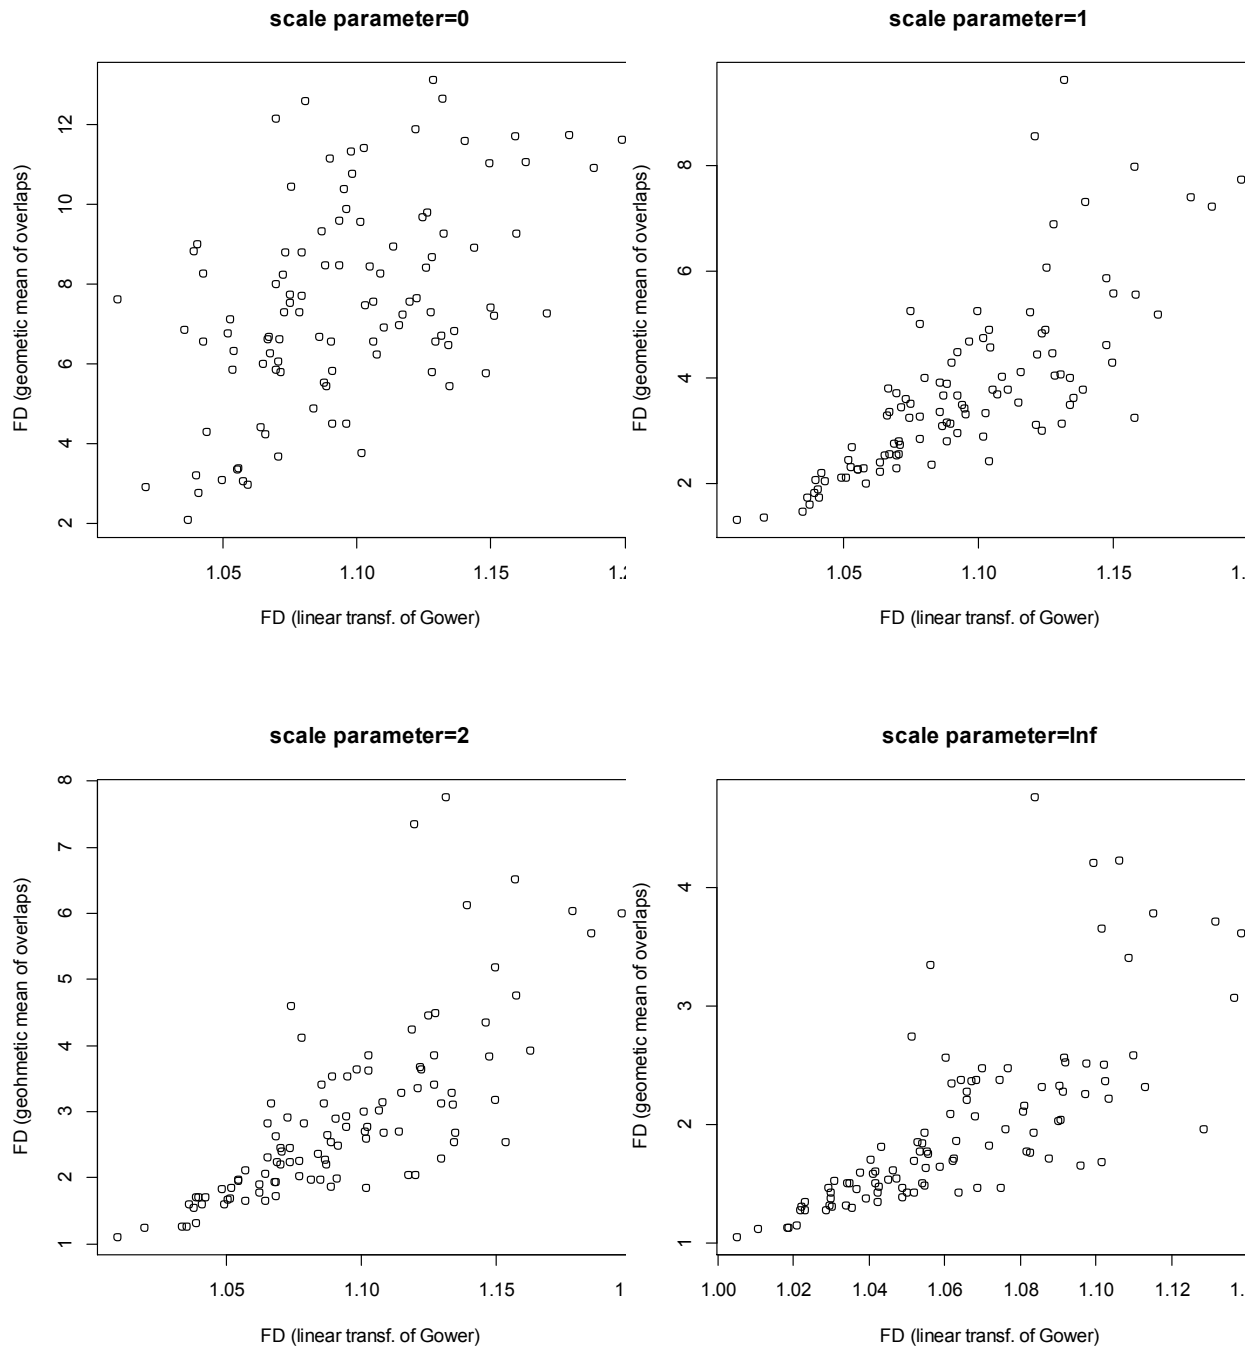 scale parameter=0
FD (geometic mean of overlaps)
12
10
8
6
4
2
1.05 1.10 1.15 1.2
FD (linear transf. of Gower)
scale parameter=1
FD (geometic mean of overlaps)
8
6
4
2
1.05 1.10 1.15 1.
FD (linear transf. of Gower)
scale parameter=2
FD (geohmetic mean of overlaps)
8
7
6
5
4
3
2
1
1.05 1.10 1.15 1
FD (linear transf. of Gower)
scale parameter=Inf
FD (geometic mean of overlaps)
4
3
2
1
1.00 1.02 1.04 1.06 1.08 1.10 1.12 1.
FD (linear transf. of Gower)